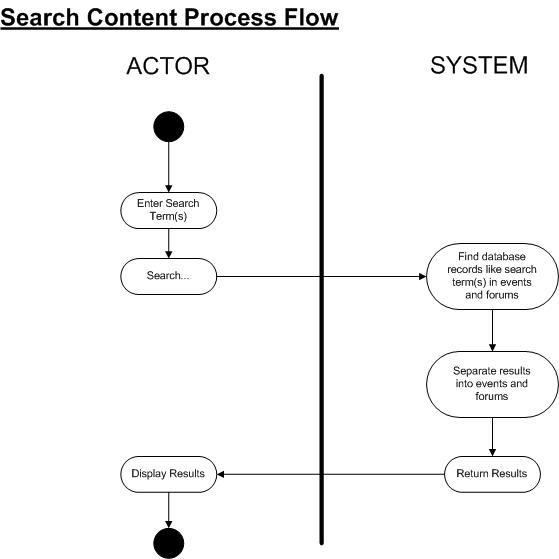 Search Content Process Flow
ACTOR
SYSTEM
Enter Search
Term(s)
Search...
Find database
records like search
term(s) in events
and forums
Separate results
into events and
forums
Return Results
Display Results